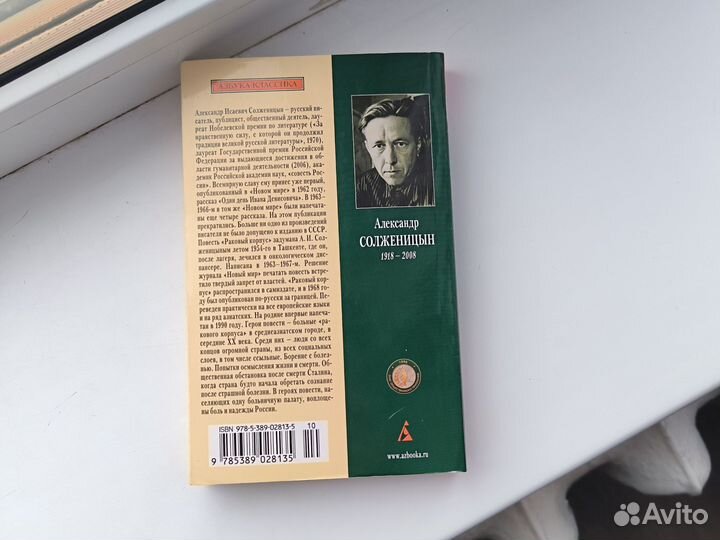 АЗБУКА-КЛАССИКА
Александр Исаевич Солженицын – русский пи-
сатель, публицист, общественный деятель, лау-
реат Нобелевской премии по литературе («За
нравственную силу, с которой он продолжил
традиции великой русской литературы», 1970),
лауреат Государственной премии Российской
Федерации за выдающиеся достижения в об-
ласти гуманитарной деятельности (2006), ака-
демик Российской академии наук, «совесть Рос-
сии». Всемирную славу ему принес уже первый,
опубликованный в «Новом мире» в 1962 году,
рассказ «Один день Ивана Денисовича». В 1963–
1966-м в том же «Новом мире» были напечата-
ны еще четыре рассказа. На этом публикации
прекратились. Больше ни одно из произведений
писателя не было допущено к изданию в СССР.
Повесть «Раковый корпус» задумана А. И. Сол-
женицыным летом 1954-го в Ташкенте, где он,
после лагеря, лечился в онкологическом дис-
пансере. Написана в 1963–1967-м. Решение
журнала «Новый мир» печатать повесть встре-
тило твердый запрет от властей. «Раковый кор-
пус» распространился в самиздате, и в 1968 го-
ду был опубликован по-русски за границей. Пе-
реведен практически на все европейские языки
и на ряд азиатских. На родине впервые напеча-
тан в 1990 году. Герои повести – больные «ра-
кового корпуса» в среднеазиатском городе, в
середине XX века. Среди них – люди со всех
концов огромной страны, из всех социальных
слоев, в том числе ссыльные. Борение с болез-
нью. Попытки осмысления жизни и смерти. Об-
щественная обстановка после смерти Сталина,
когда страна будто начала обретать сознание
после страшной болезни. В героях повести, на-
селяющих одну больничную палату, воплоще-
ны боль и надежды России.
ISBN 978-5-389-02813-5
10
9 785389 028135
Александр
СОЛЖЕНИЦЫН
1918 – 2008
www.azbooka.ru
Avito